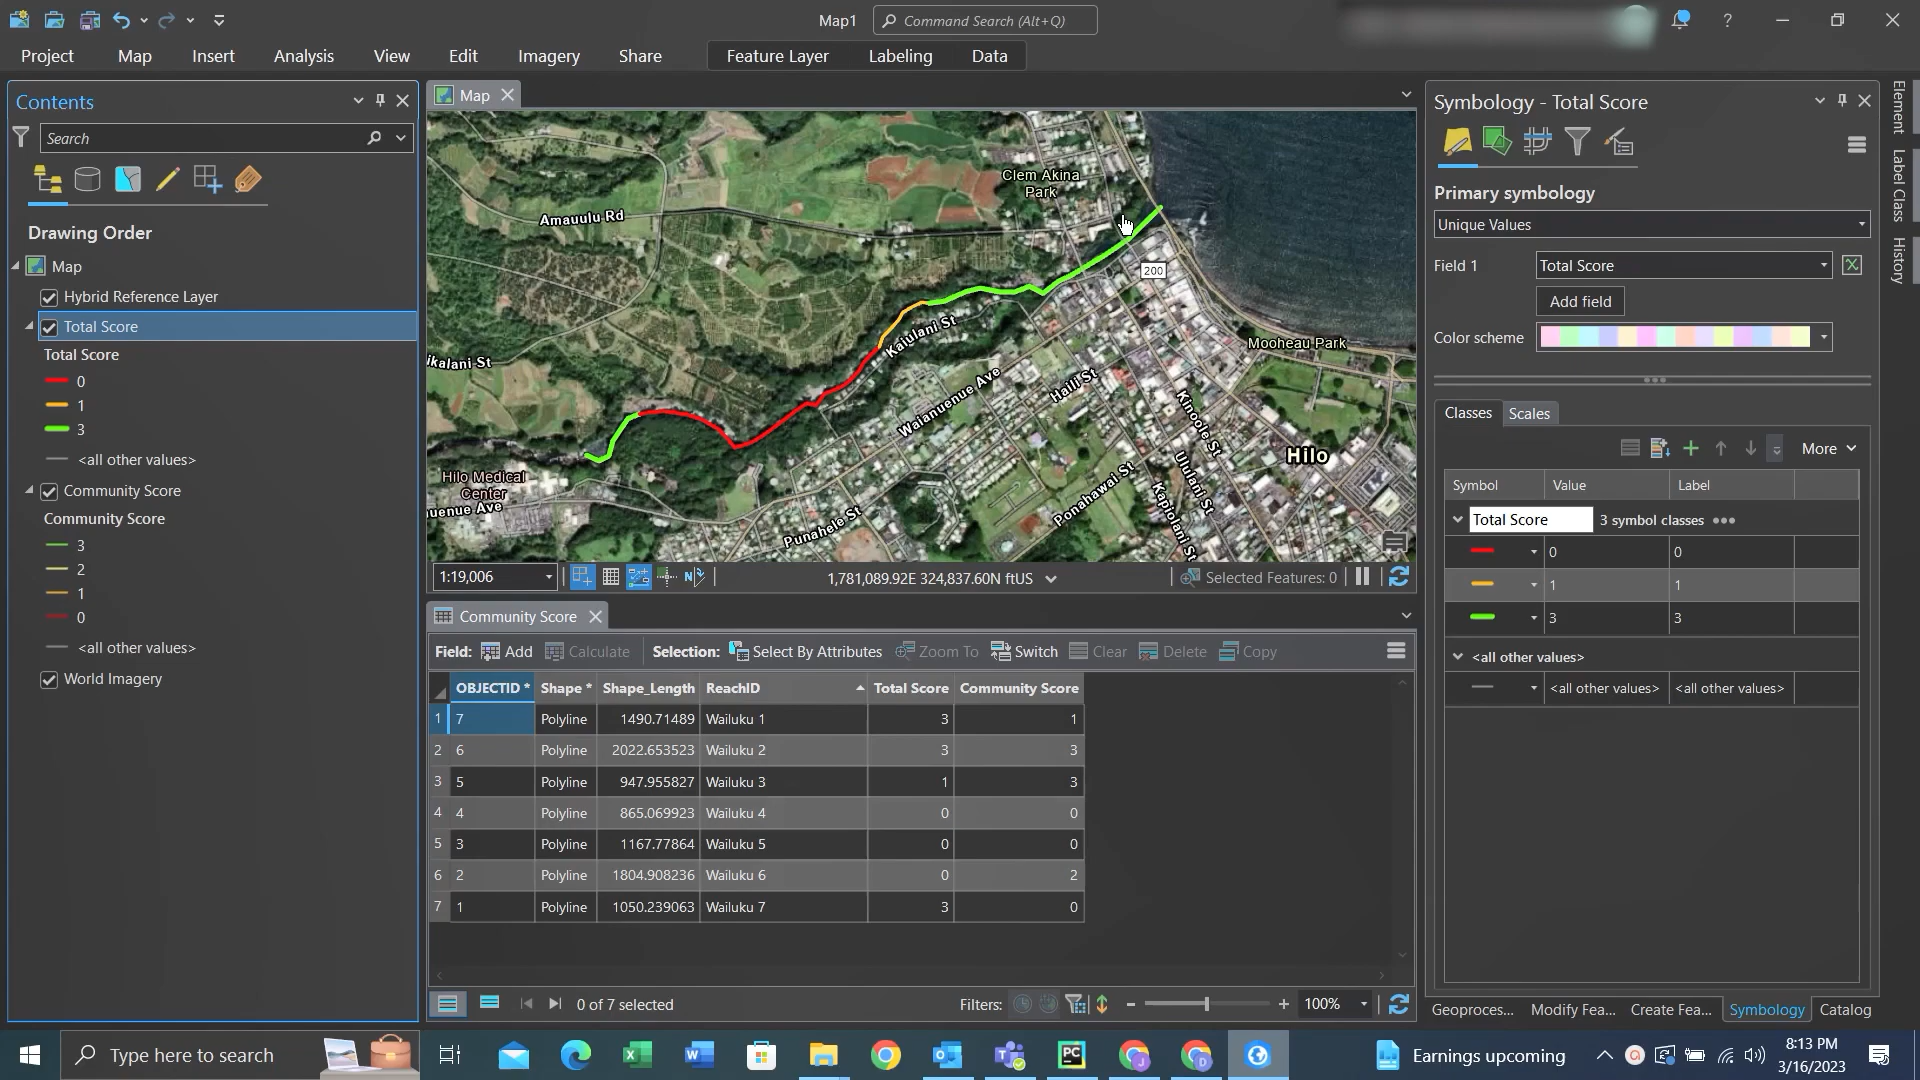 Map1
Command Search (Alt+Q)
?
Project Map Insert Analysis View Edit Imagery Share Feature Layer Labeling Data
Contents
Search
Drawing Order
Map
Hybrid Reference Layer
Total Score
Total Score
0
1
3
<all other values>
Community Score
Community Score
3
2
1
0
<all other values>
World Imagery
Map
Clem Akina
Park
Amauulu Rd
200
Kaiulani St
Mooheau Park
ikalani St
Waianuenue Ave
Haili St
Kinoole St
Hilo
Hilo Medical
Center
uenue Ave
Punahele St
Ponahawai St
Ululani St
Kapiolani St
1:19,006
1,781,089.92E 324,837.60N ftUS
Selected Features: 0
Community Score
Field: Add Calculate Selection: Select By Attributes Zoom To Switch Clear Delete Copy
OBJECTID * Shape * Shape_Length ReachID Total Score Community Score
1 7 Polyline 1490.71489 Wailuku 1 3 1
2 6 Polyline 2022.653523 Wailuku 2 3 3
3 5 Polyline 947.955827 Wailuku 3 1 3
4 4 Polyline 865.069923 Wailuku 4 0 0
5 3 Polyline 1167.77864 Wailuku 5 0 0
6 2 Polyline 1804.908236 Wailuku 6 0 2
7 1 Polyline 1050.239063 Wailuku 7 3 0
0 of 7 selected
Filters:
100%
Symbology - Total Score
Primary symbology
Unique Values
Field 1 Total Score
Add field
Color scheme
Classes Scales
More
Symbol Value Label
Total Score 3 symbol classes
0 0
1 1
3 3
<all other values>
<all other values> <all other values>
Geoproces... Modify Fea... Create Fea... Symbology Catalog
Element
Label Class
History
Type here to search
Earnings upcoming
8:13 PM
3/16/2023